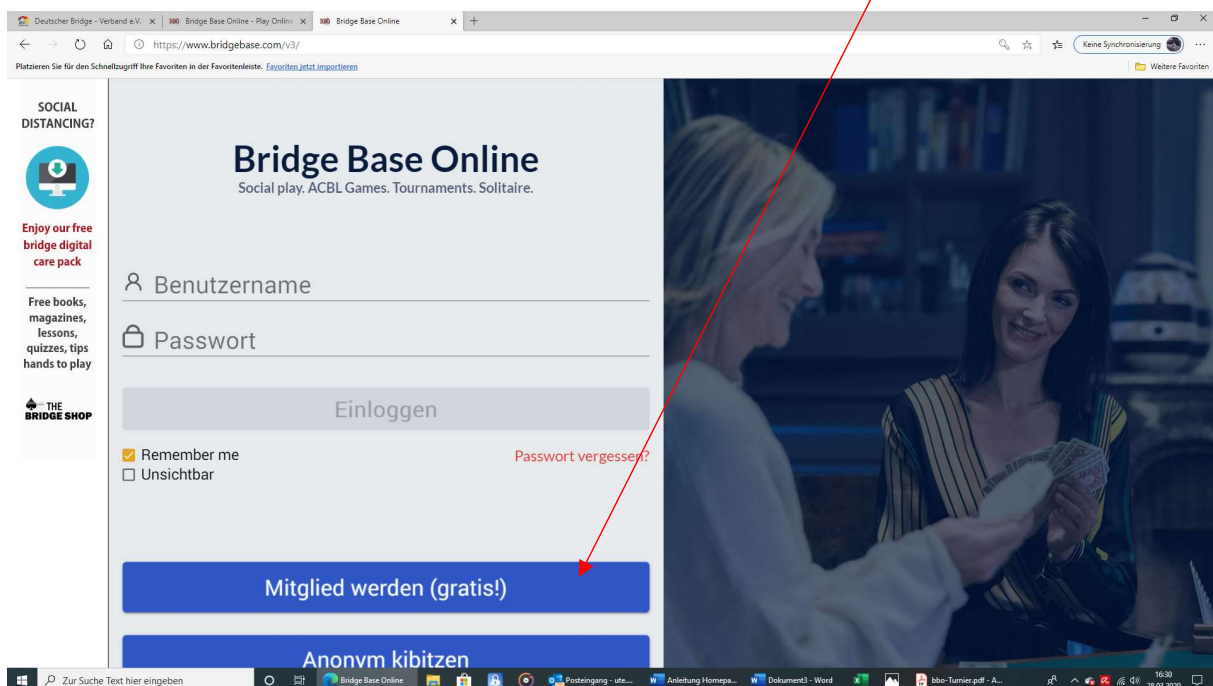 Deutscher Bridge - Verband e.V.
Bridge Base Online - Play Online
Bridge Base Online
https://www.bridgebase.com/v3/
Keine Synchronisierung
Platzieren Sie für den Schnellzugriff Ihre Favoriten in der Favoritenleiste. Favoriten jetzt importieren
Weitere Favoriten
SOCIAL
DISTANCING?
Enjoy our free
bridge digital
care pack
Free books,
magazines,
lessons,
quizzes, tips
hands to play
THE
BRIDGE SHOP
Bridge Base Online
Social play. ACBL Games. Tournaments. Solitaire.
Benutzername
Passwort
Einloggen
Remember me
Passwort vergessen?
Unsichtbar
Mitglied werden (gratis!)
Anonym kibitzen
Zur Suche Text hier eingeben
Bridge Base Online
Posteingang - ute...
Anleitung Homepa...
Dokument3 - Word
bbo-Turnier.pdf - A...
16:30